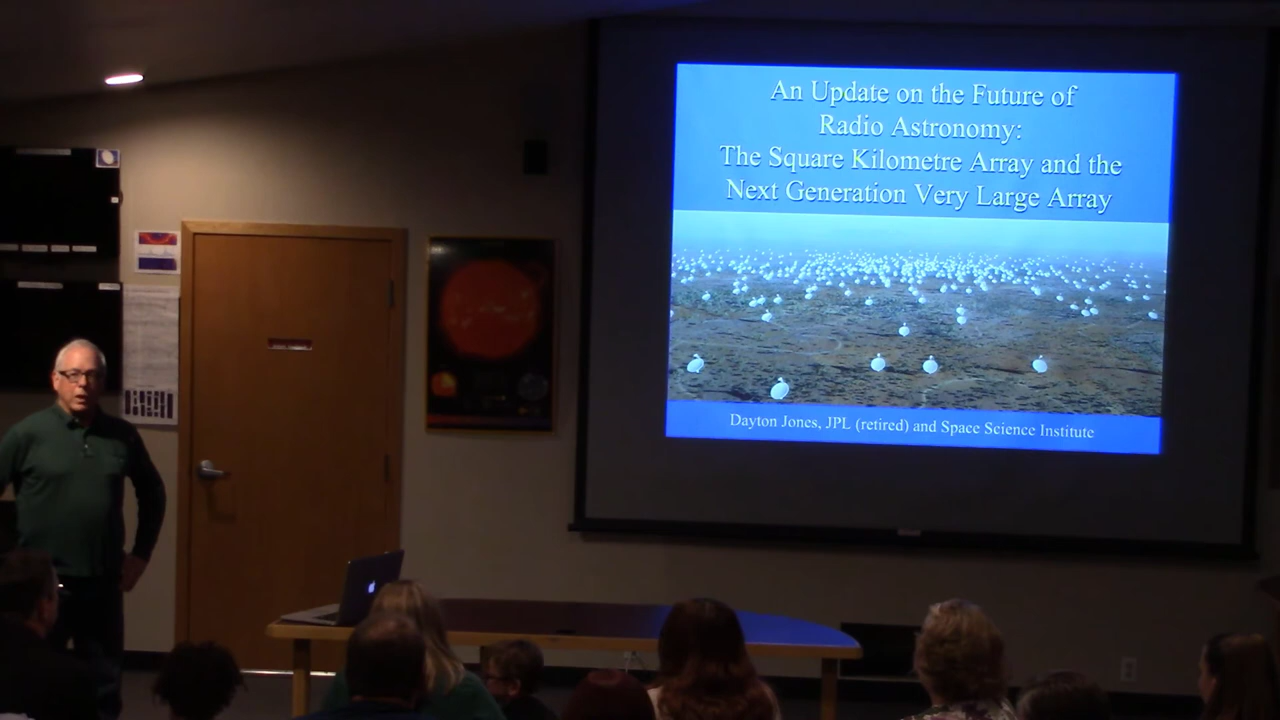 An Update on the Future of
Radio Astronomy:
The Square Kilometre Array and the
Next Generation Very Large Array
Dayton Jones, JPL (retired) and Space Science Institute